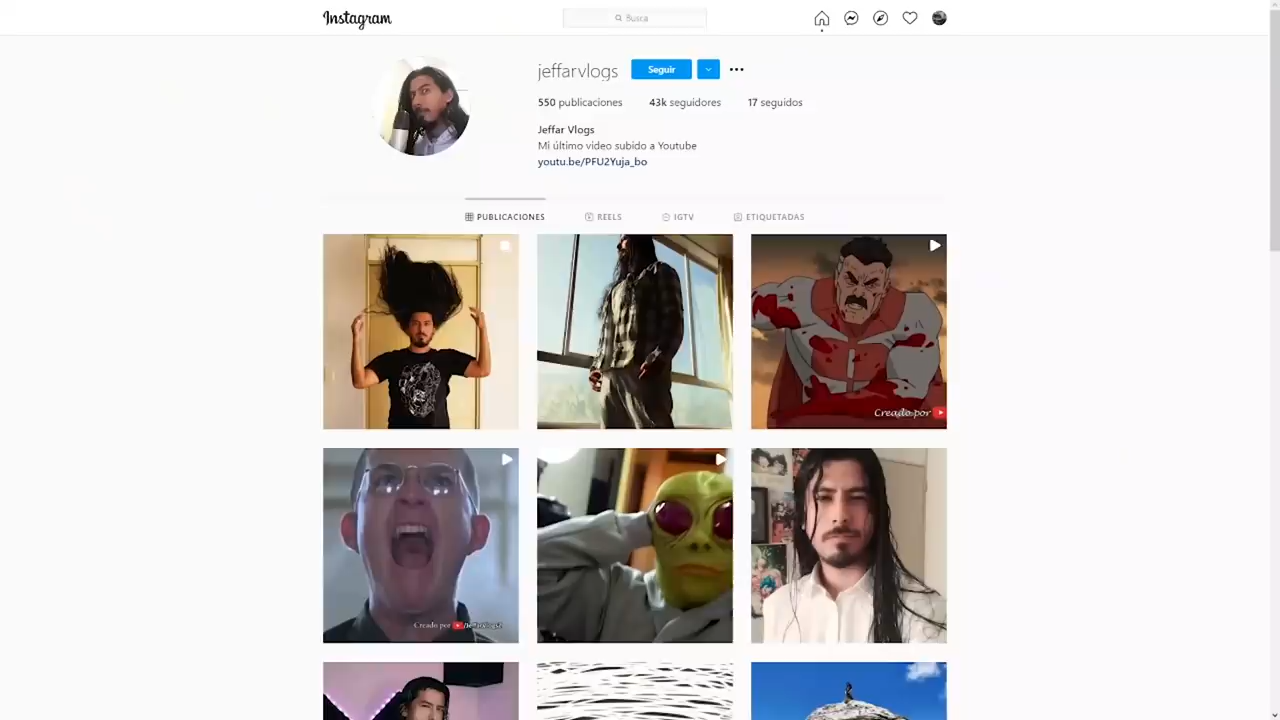 Instagram
Busca
jeffarvlogs
Seguir
550 publicaciones 43k seguidores 17 seguidos
Jeffar Vlogs
Mi último video subido a Youtube
youtu.be/PFU2Yuja_bo
PUBLICACIONES REELS IGTV ETIQUETADAS
Creado por
Creado por